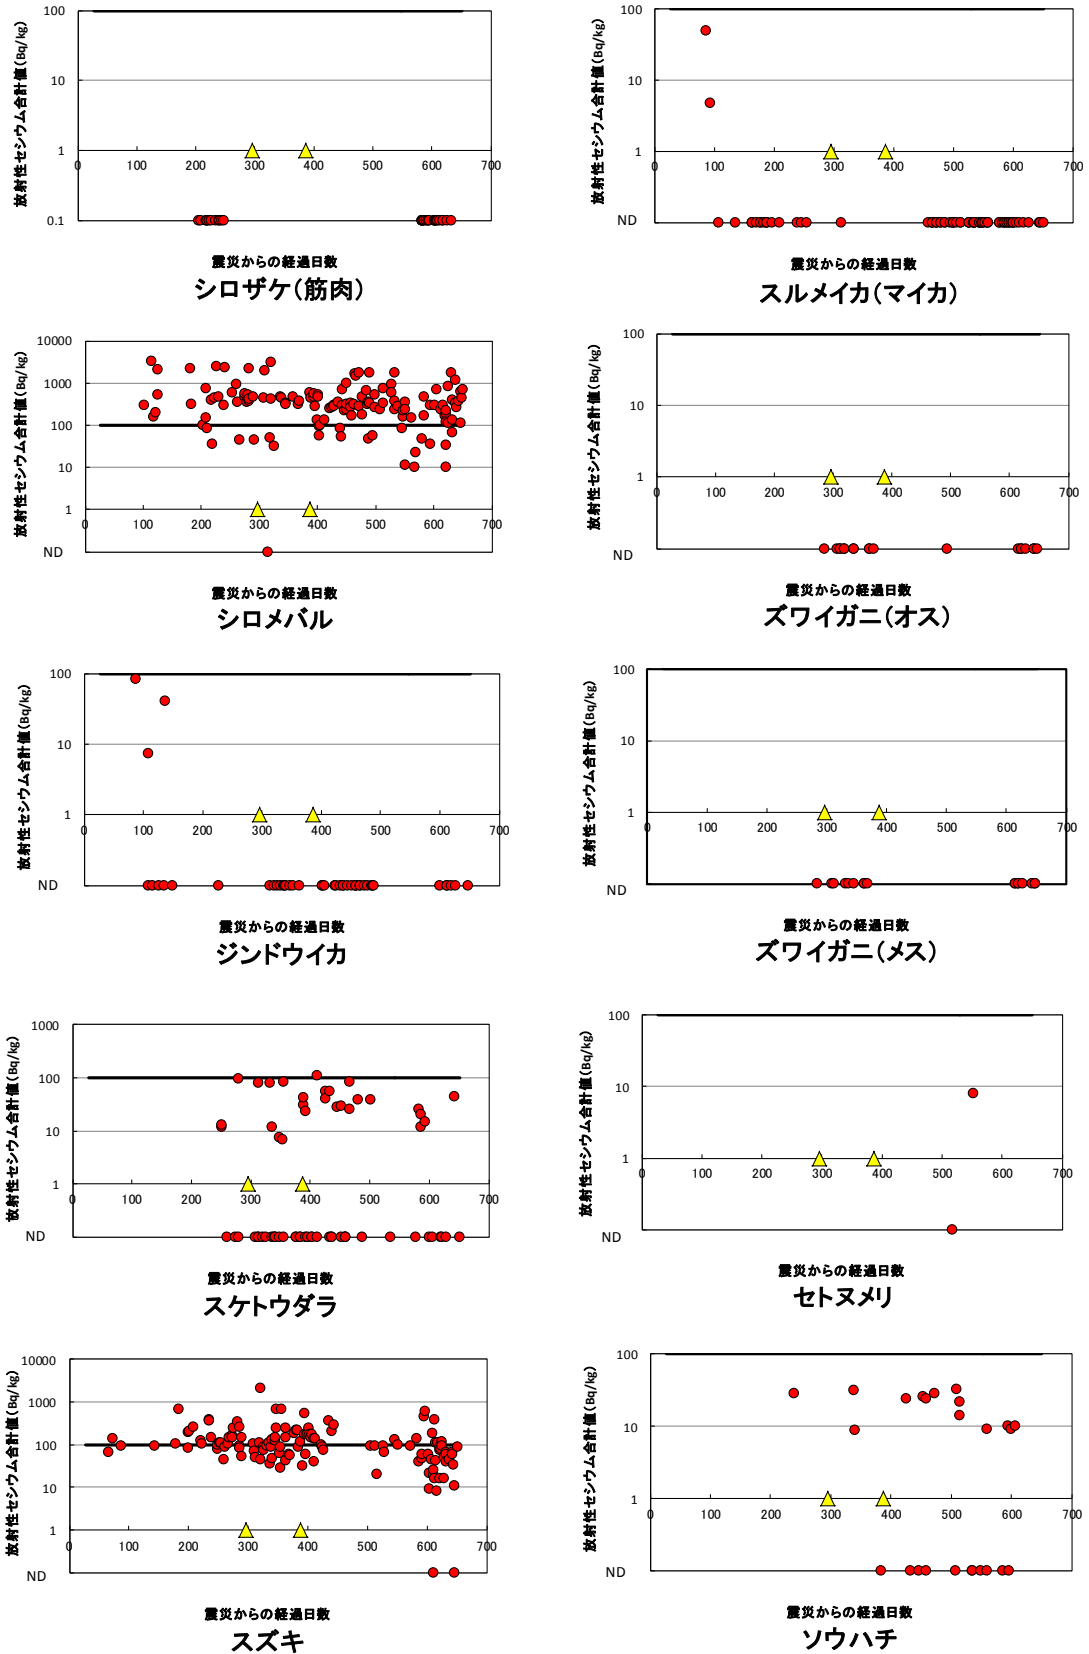 放射性セシウム合計値(Bq/kg)
100
10
1
0.1
0 100 200 300 400 500 600 700
震災からの経過日数
シロザケ(筋肉)
放射性セシウム合計値(Bq/kg)
100
10
1
ND
0 100 200 300 400 500 600 700
震災からの経過日数
スルメイカ(マイカ)
放射性セシウム合計値(Bq/kg)
10000
1000
100
10
1
ND
0 100 200 300 400 500 600 700
震災からの経過日数
シロメバル
放射性セシウム合計値(Bq/kg)
100
10
1
0 100 200 300 400 500 600 700
ND
震災からの経過日数
ズワイガニ(オス)
放射性セシウム合計値(Bq/kg)
100
10
1
0 100 200 300 400 500 600 700
ND
震災からの経過日数
ジンドウイカ
放射性セシウム合計値(Bq/kg)
100
10
1
0 100 200 300 400 500 600 700
ND
震災からの経過日数
ズワイガニ(メス)
放射性セシウム合計値(Bq/kg)
1000
100
10
1
0 100 200 300 400 500 600 700
ND
震災からの経過日数
スケトウダラ
放射性セシウム合計値(Bq/kg)
100
10
1
0 100 200 300 400 500 600 700
ND
震災からの経過日数
セトヌメリ
放射性セシウム合計値(Bq/kg)
10000
1000
100
10
1
0 100 200 300 400 500 600 700
ND
震災からの経過日数
スズキ
放射性セシウム合計値(Bq/kg)
100
10
1
0 100 200 300 400 500 600 700
ND
震災からの経過日数
ソウハチ